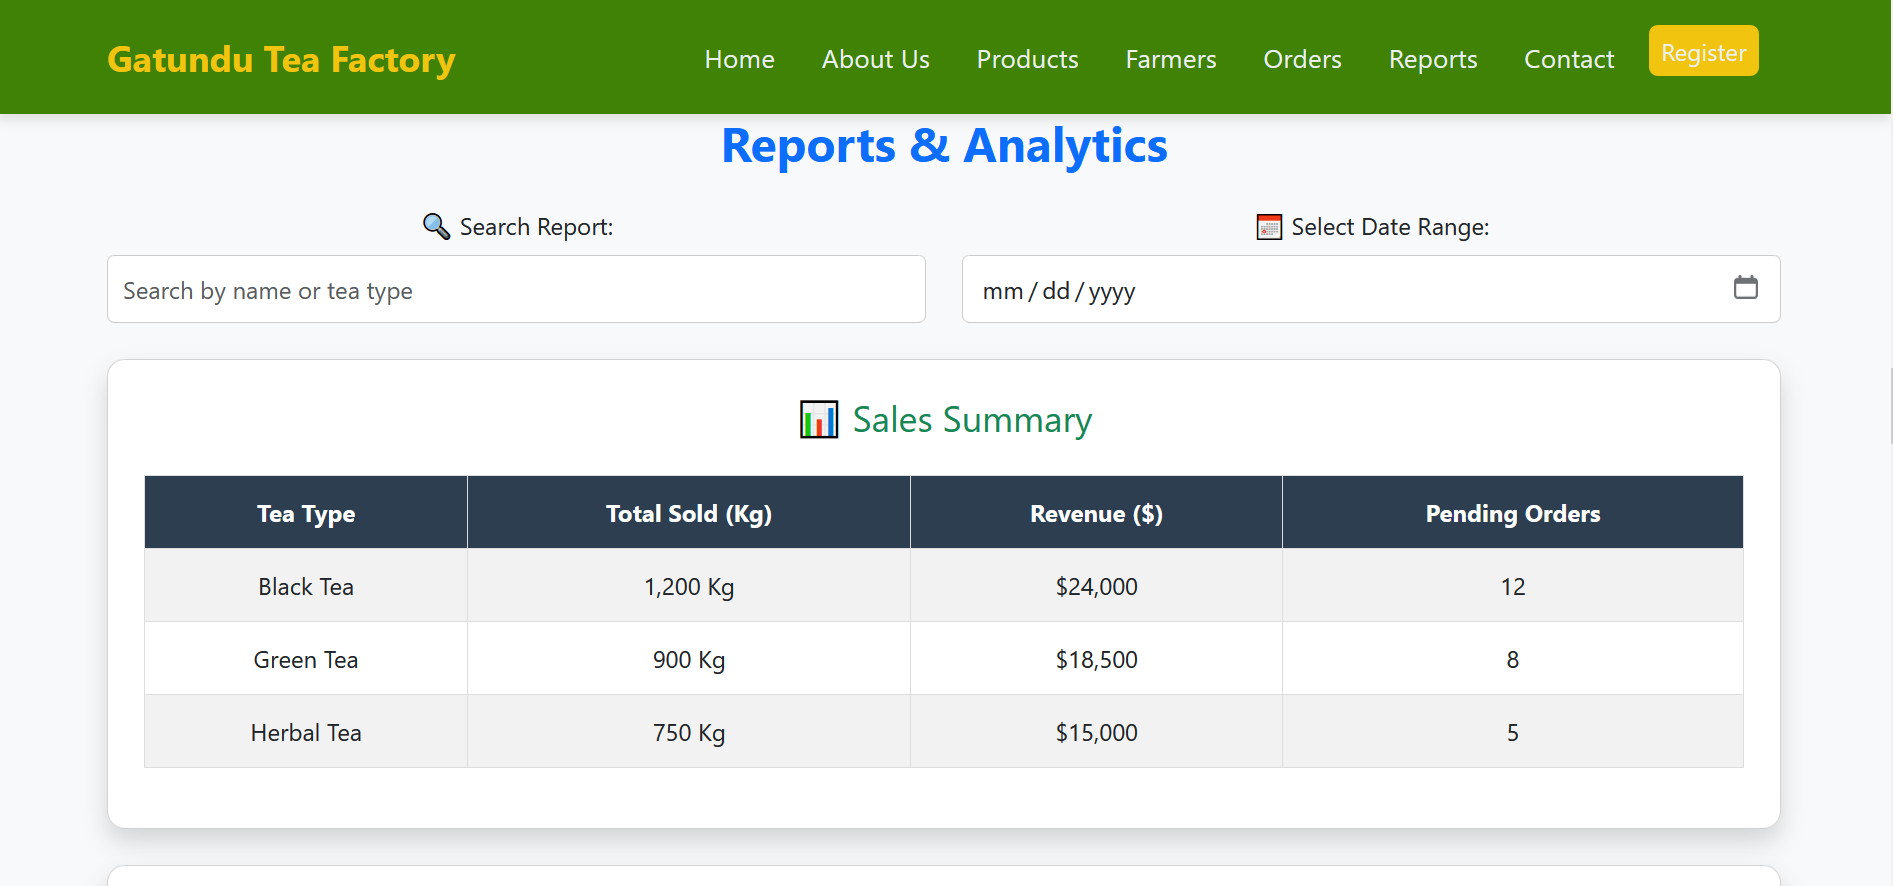 Gatundu Tea Factory Home About Us Products Farmers Orders Reports Contact Register
Reports & Analytics
🔍 Search Report: 📅 Select Date Range:
Search by name or tea type mm/dd/yyyy
📊 Sales Summary
Tea Type Total Sold (Kg) Revenue ($) Pending Orders
Black Tea 1,200 Kg $24,000 12
Green Tea 900 Kg $18,500 8
Herbal Tea 750 Kg $15,000 5